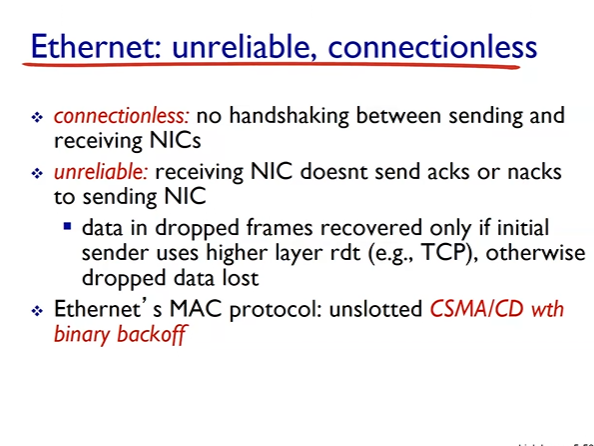 Ethernet: unreliable, connectionless
connectionless: no handshaking between sending and
receiving NICs
unreliable: receiving NIC doesnt send acks or nacks
to sending NIC
data in dropped frames recovered only if initial
sender uses higher layer rdt (e.g., TCP), otherwise
dropped data lost
Ethernet’s MAC protocol: unslotted CSMA/CD wth
binary backoff